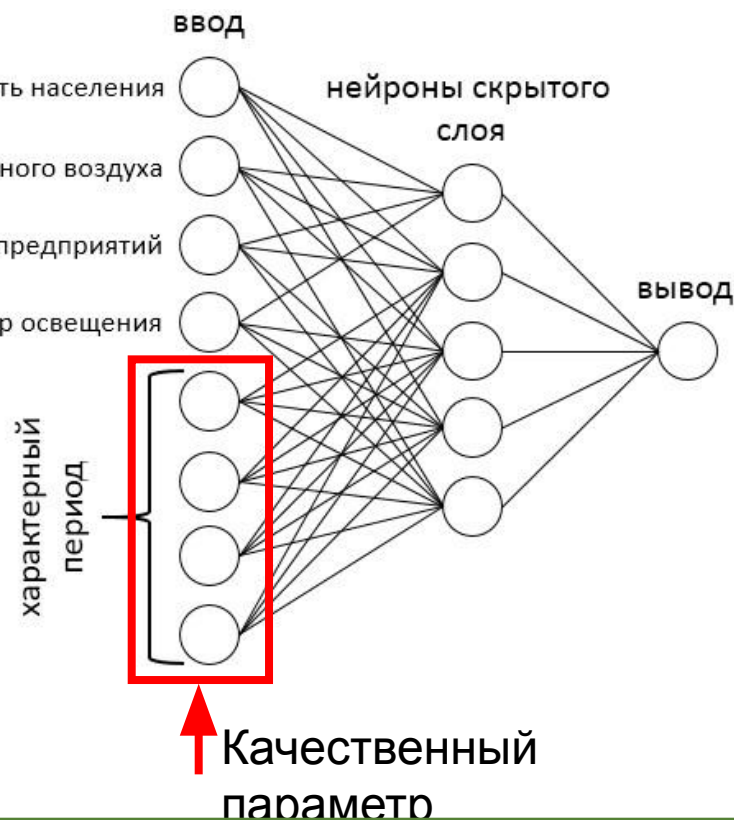 ввод
ть населения
нейроны скрытого
слоя
ного воздуха
предприятий
вывод
р освещения
характерный
период
Качественный
параметр